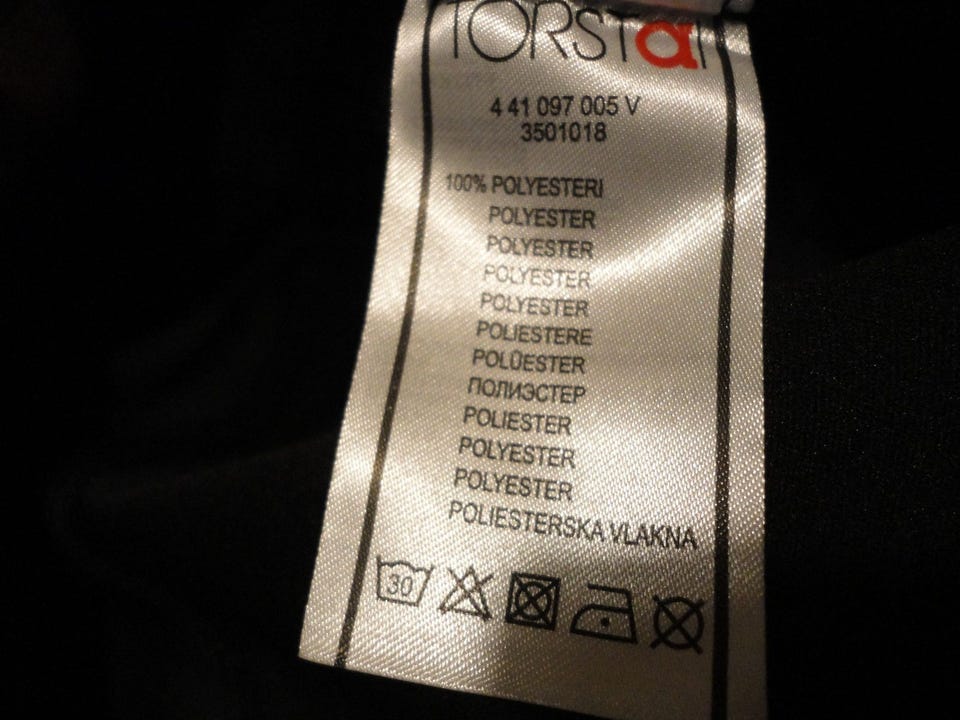 TORSTAI
4 41 097 005 V
3501018
100% POLYESTERI
POLYESTER
POLYESTER
POLYESTER
POLYESTER
POLIESTERE
POLÜESTER
ПОЛИЭСТЕР
POLIESTER
POLYESTER
POLYESTER
POLIESTERSKA VLAKNA
30